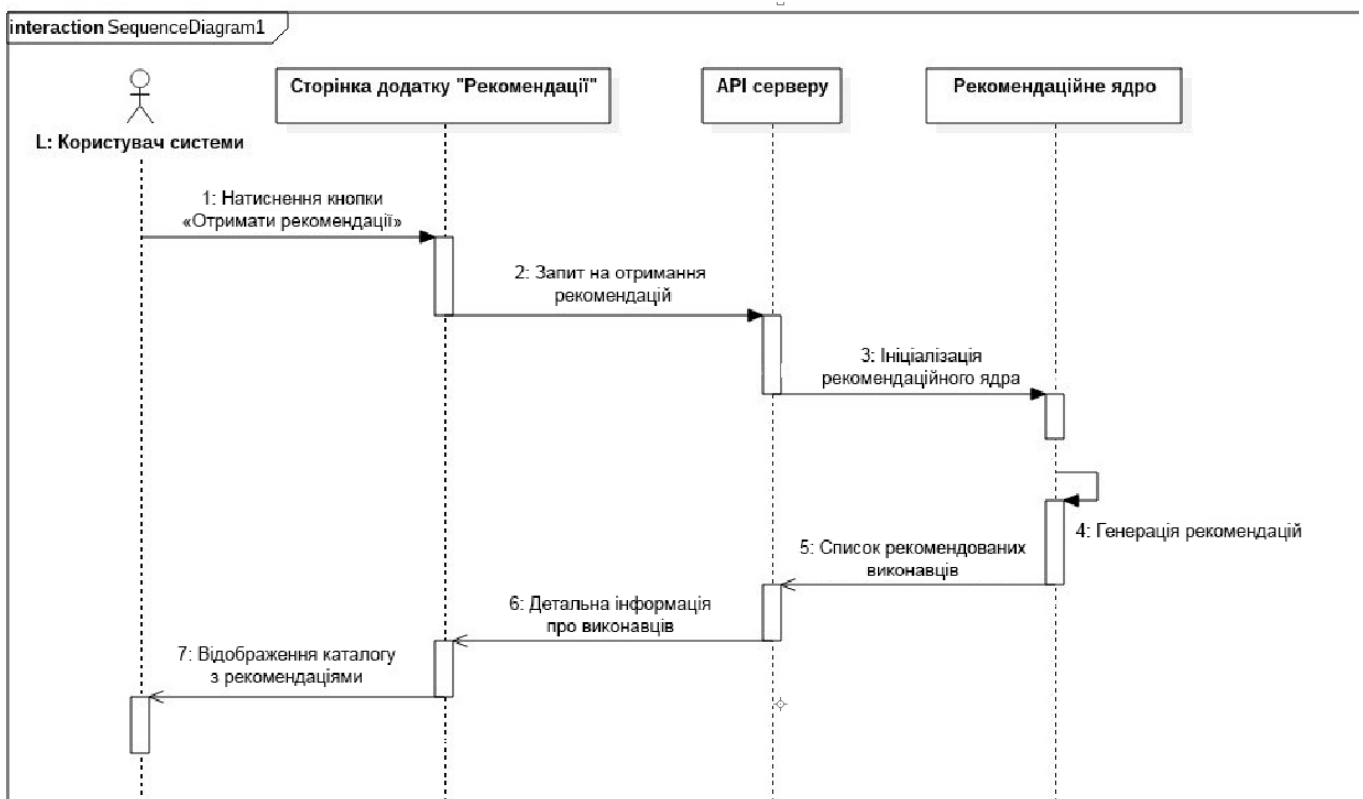 interaction SequenceDiagram1
Сторінка додатку "Рекомендації"
API серверу
Рекомендаційне ядро
L: Користувач системи
1: Натиснення кнопки
«Отримати рекомендації»
2: Запит на отримання
рекомендацій
3: Ініціалізація
рекомендаційного ядра
4: Генерація рекомендацій
5: Список рекомендованих
виконавців
6: Детальна інформація
про виконавців
7: Відображення каталогу
з рекомендаціями